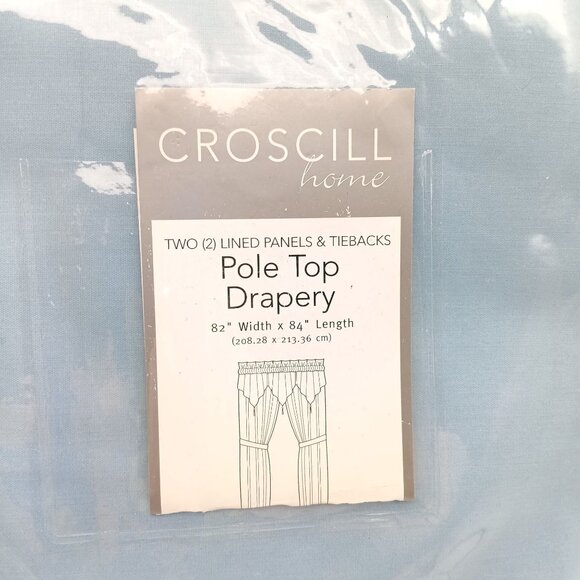 CROSCILL
home
TWO (2) LINED PANELS & TIEBACKS
Pole Top
Drapery
82" Width x 84" Length
(208.28 x 213.36 cm)